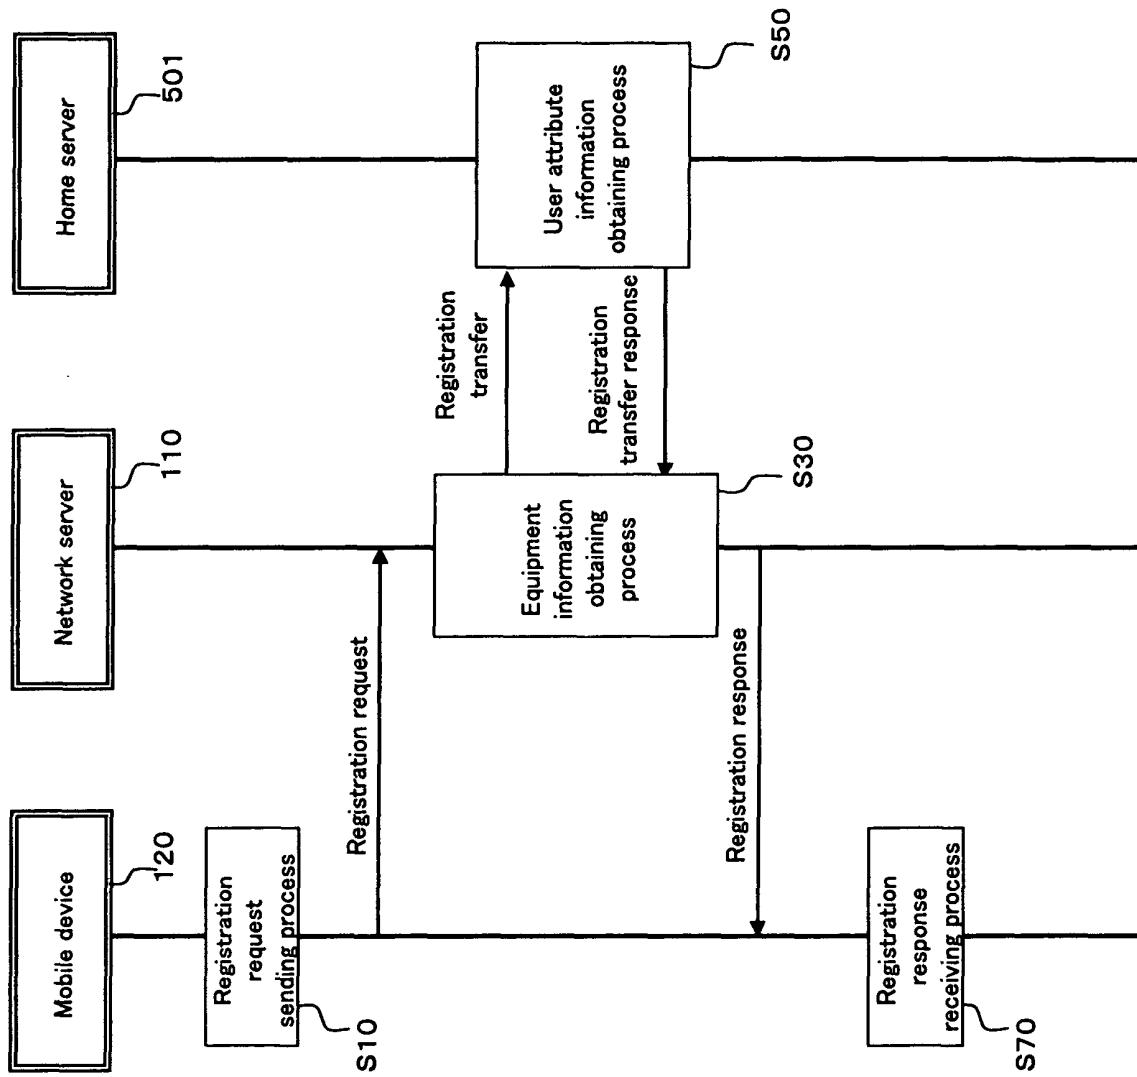 Mobile device
120
Network server
110
Home server
501
Registration
request
sending process
S10
Registration request
Equipment
information
obtaining
process
S30
Registration
transfer
User attribute
information
obtaining process
S50
Registration
transfer response
Registration response
Registration
response
receiving process
S70